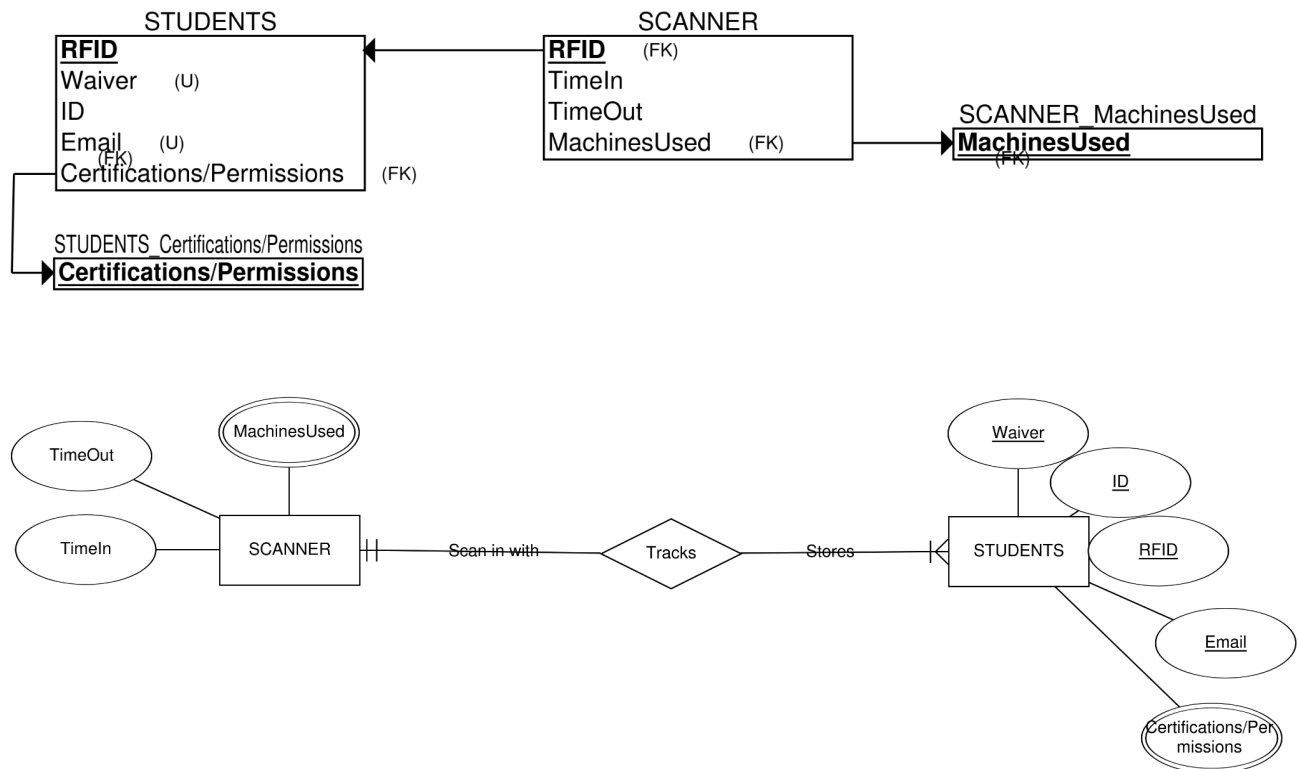 STUDENTS
RFID
Waiver (U)
ID
Email (U)
(FK)
Certifications/Permissions (FK)
STUDENTS_Certifications/Permissions
Certifications/Permissions
SCANNER
RFID (FK)
TimeIn
TimeOut
MachinesUsed (FK)
SCANNER_MachinesUsed
MachinesUsed
(FK)
MachinesUsed
TimeOut
TimeIn
SCANNER
Scan in with
Tracks
Stores
STUDENTS
Waiver
ID
RFID
Email
Certifications/Per
missions